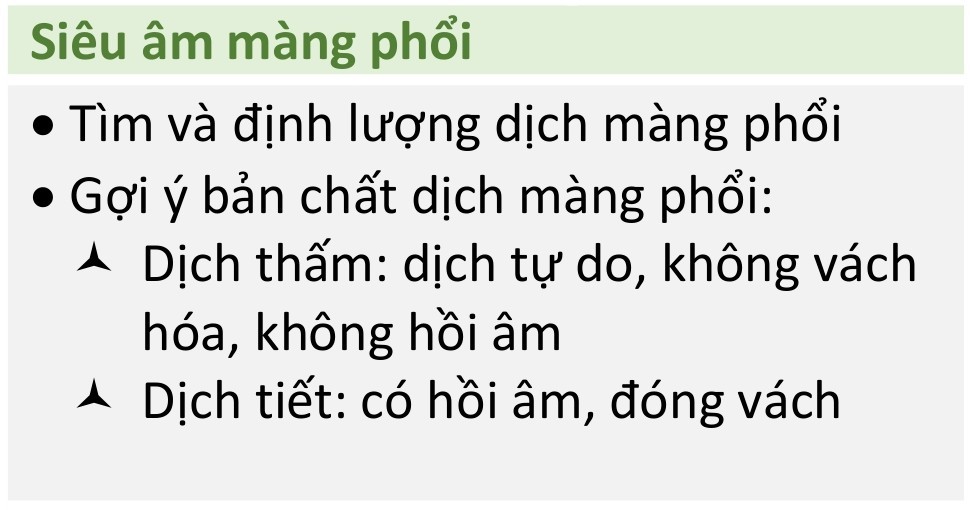 Siêu âm màng phổi
• Tìm và định lượng dịch màng phổi
• Gợi ý bản chất dịch màng phổi:
⮝ Dịch thấm: dịch tự do, không vách
hóa, không hồi âm
⮝ Dịch tiết: có hồi âm, đóng vách